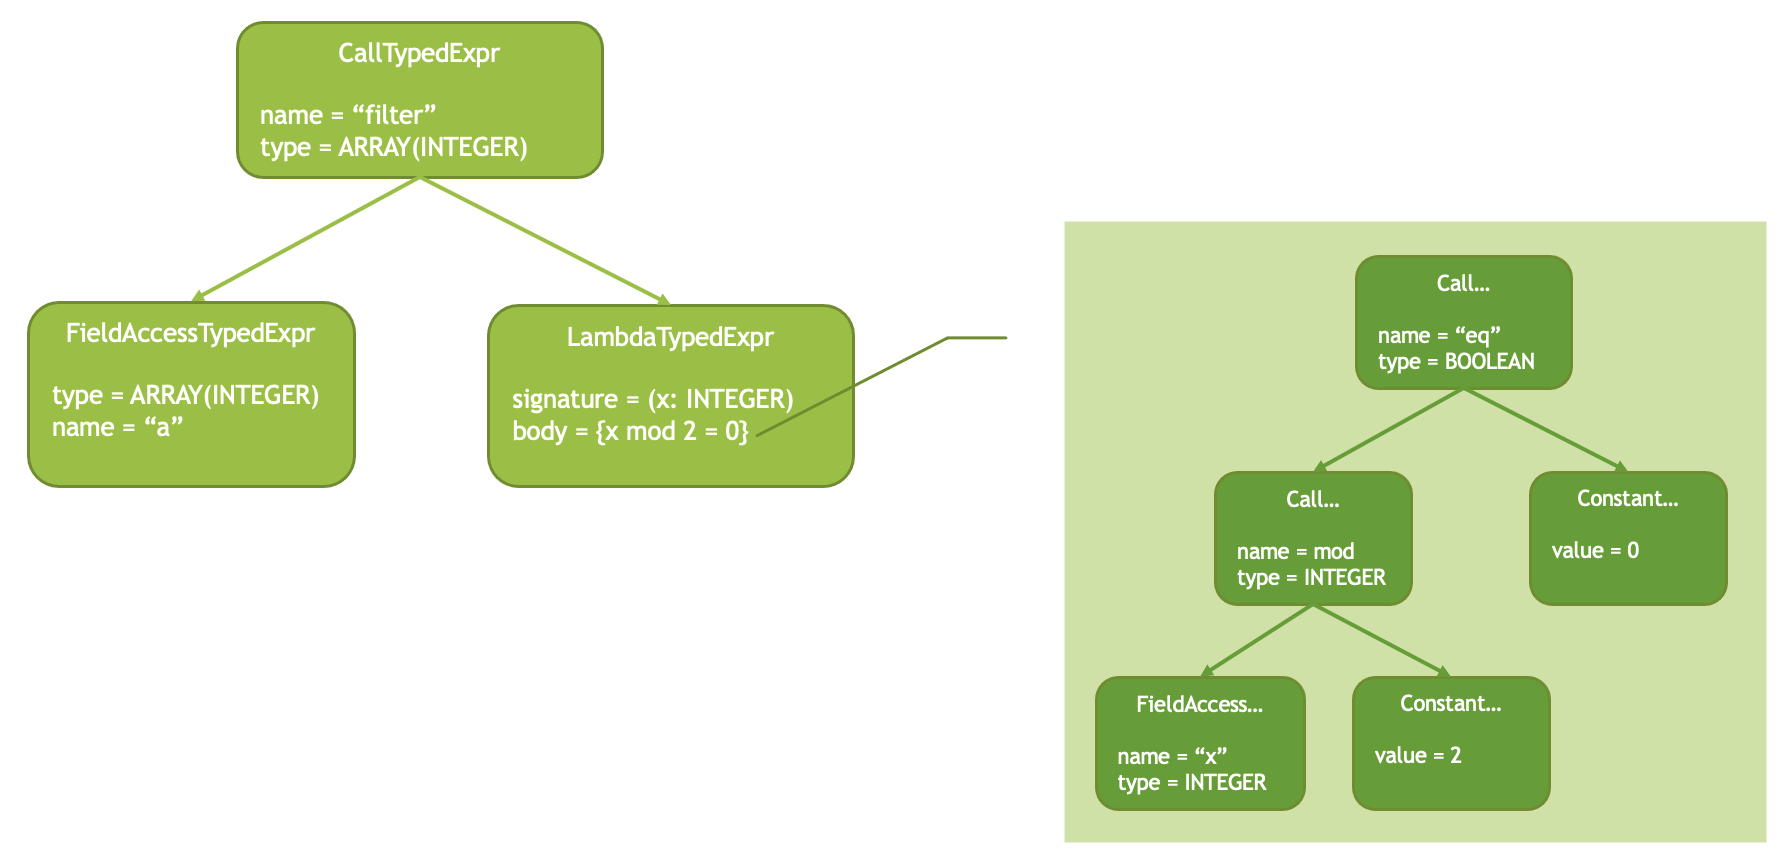 CallTypedExpr
name = “filter”
type = ARRAY(INTEGER)
FieldAccessTypedExpr
type = ARRAY(INTEGER)
name = “a”
LambdaTypedExpr
signature = (x: INTEGER)
body = {x mod 2 = 0}
Call...
name = “eq”
type = BOOLEAN
Call...
name = mod
type = INTEGER
Constant...
value = 0
FieldAccess...
name = “x”
type = INTEGER
Constant...
value = 2